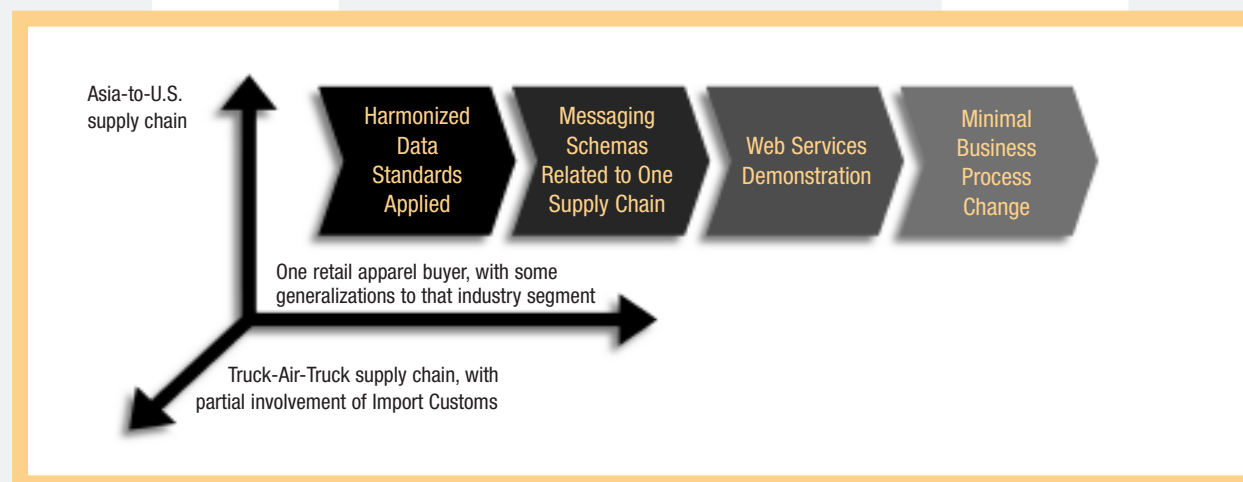 Asia-to-U.S.
supply chain
Harmonized
Data
Standards
Applied
Messaging
Schemas
Related to One
Supply Chain
Web Services
Demonstration
Minimal
Business
Process
Change
One retail apparel buyer, with some
generalizations to that industry segment
Truck-Air-Truck supply chain, with
partial involvement of Import Customs